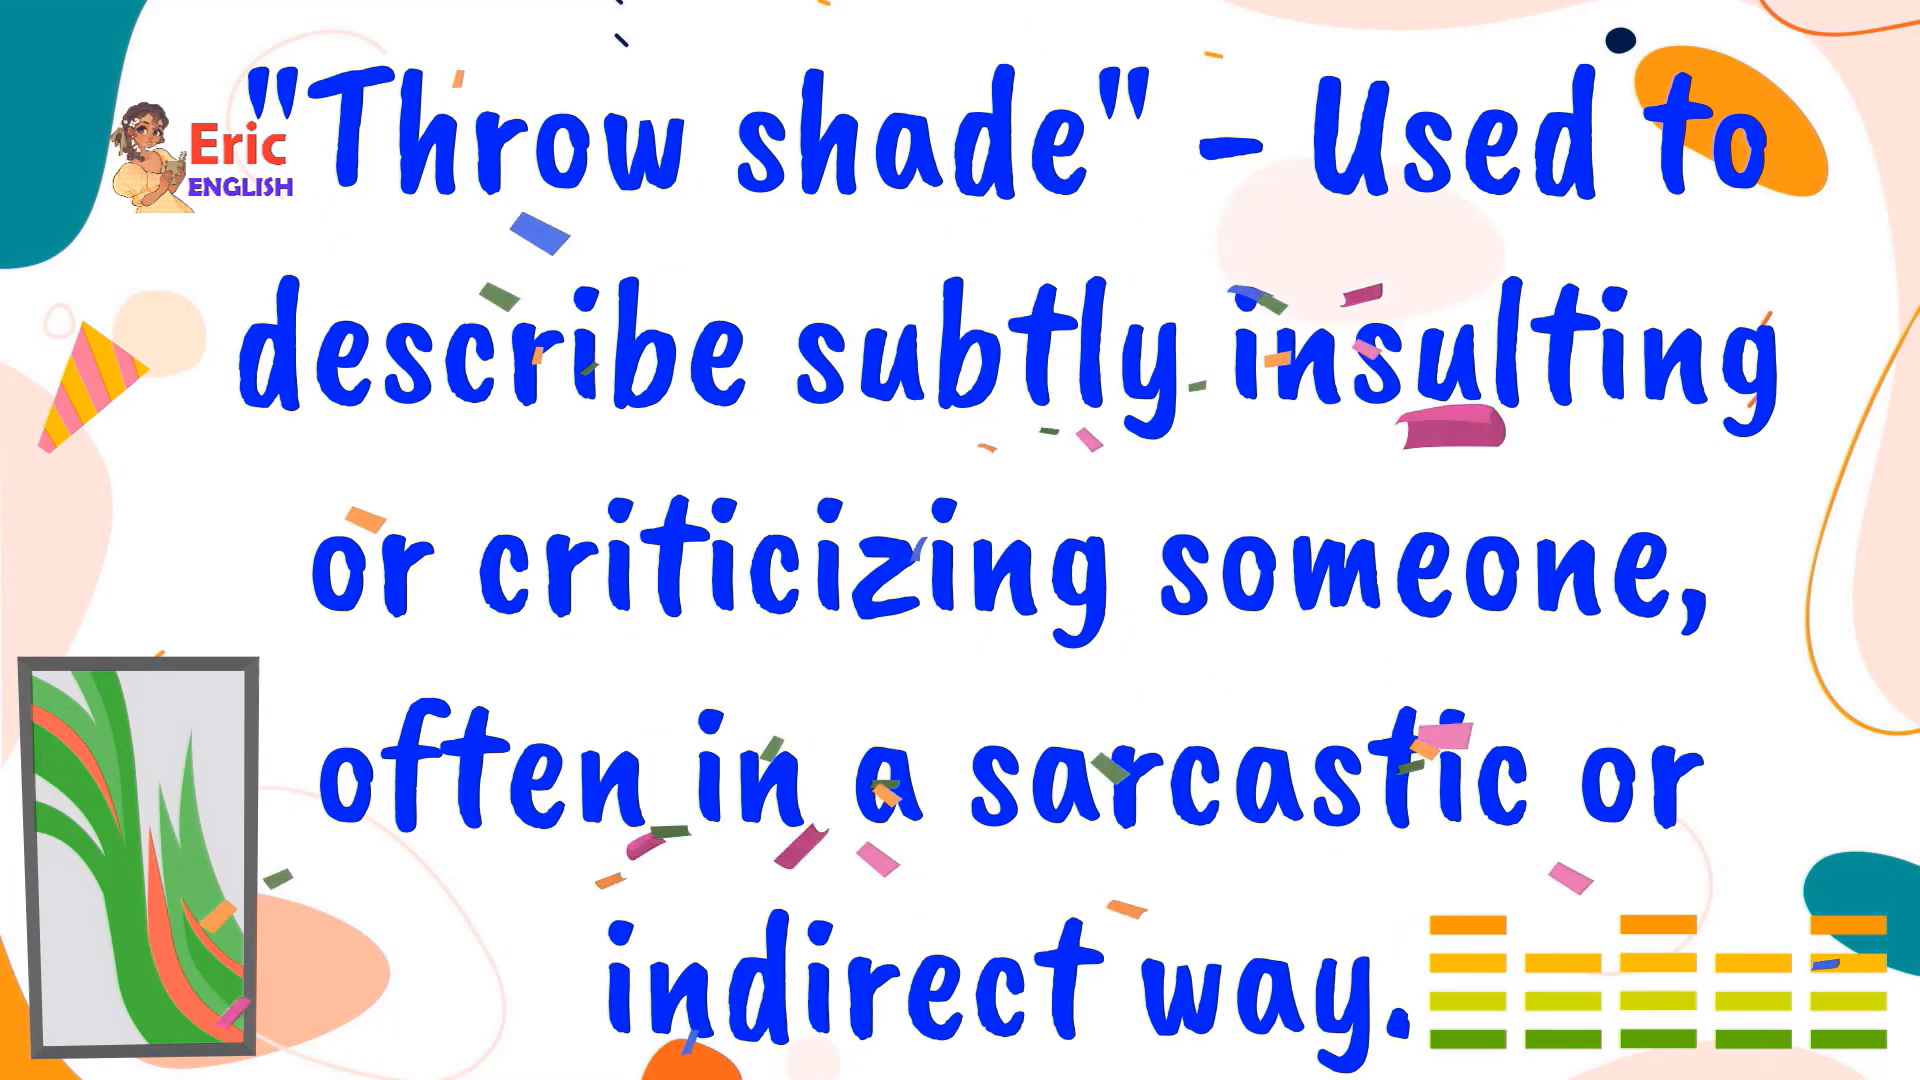 Eric
ENGLISH
"Throw shade" - Used to
describe subtly insulting
or criticizing someone,
often in a sarcastic or
indirect way.